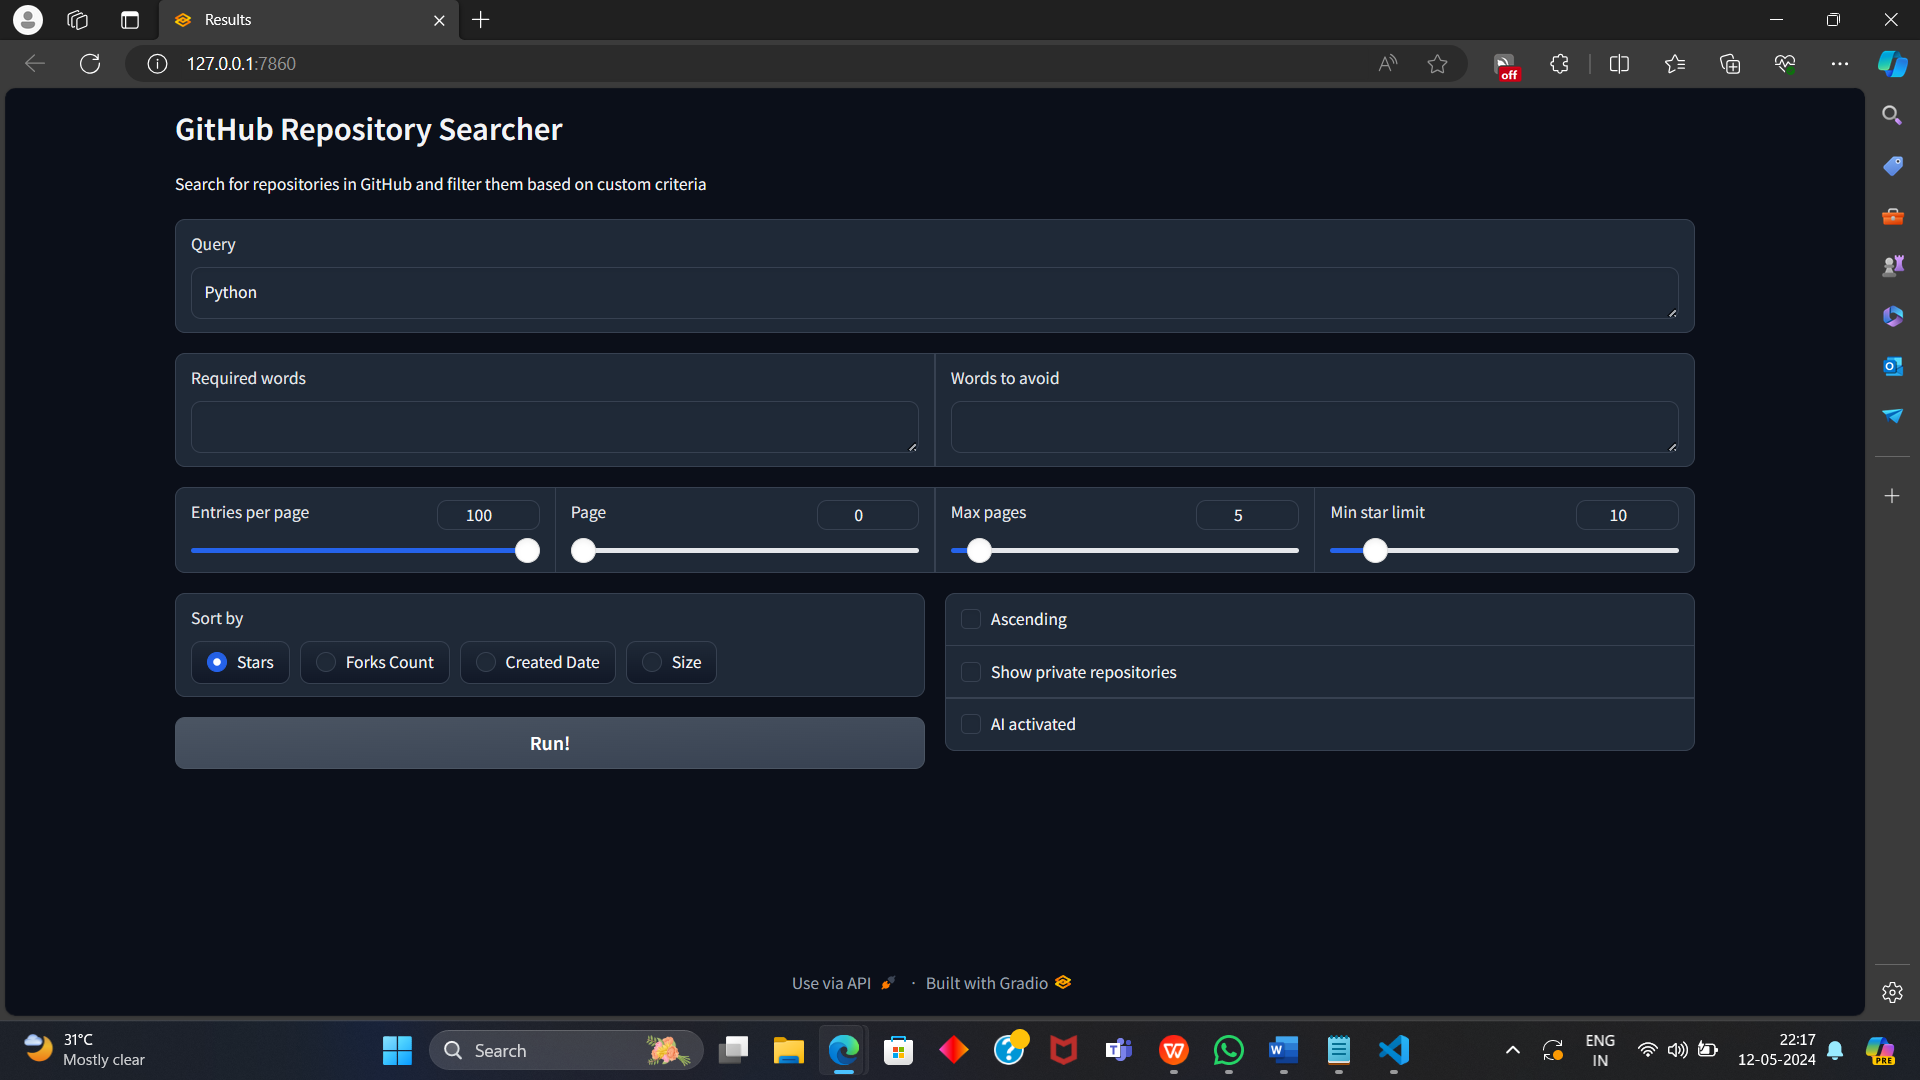 Results
127.0.0.1:7860
off
GitHub Repository Searcher
Search for repositories in GitHub and filter them based on custom criteria
Query
Python
Required words
Words to avoid
Entries per page
100
Page
0
Max pages
5
Min star limit
10
Sort by
Stars
Forks Count
Created Date
Size
Ascending
Show private repositories
AI activated
Run!
Use via API
·
Built with Gradio
31°C
Mostly clear
Search
ENG
IN
22:17
12-05-2024
PRE